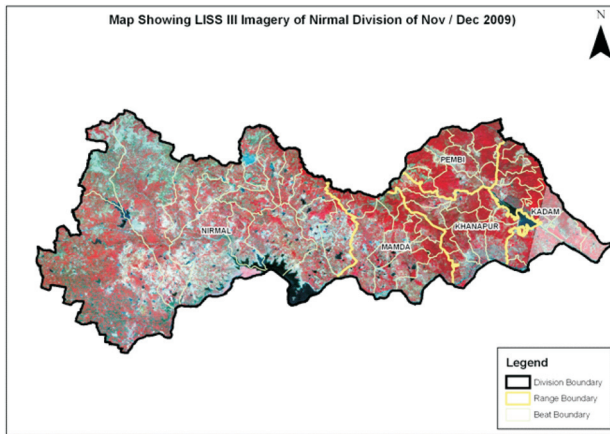 Map Showing LISS III Imagery of Nirmal Division of Nov / Dec 2009)
N
PEMBI
KADAM
NIRMAL
KHANAPUR
MAMDA
Legend
Division Boundary
Range Boundary
Beat Boundary